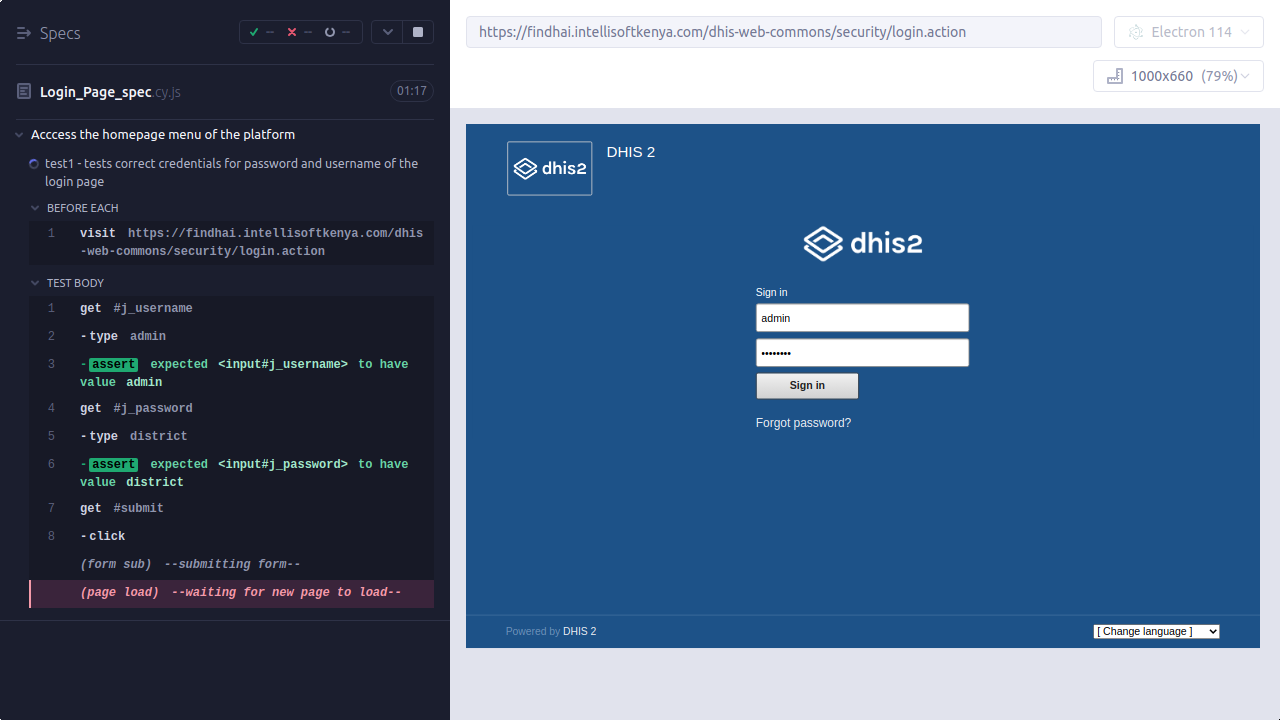 Specs
-- -- --
Login_Page_spec.cy.js 01:17
Acccess the homepage menu of the platform
test1 - tests correct credentials for password and username of the
login page
BEFORE EACH
1 visit https://findhai.intellisoftkenya.com/dhis
-web-commons/security/login.action
TEST BODY
1 get #j_username
2 -type admin
3 -assert expected <input#j_username> to have
value admin
4 get #j_password
5 -type district
6 -assert expected <input#j_password> to have
value district
7 get #submit
8 -click
(form sub) --submitting form--
(page load) --waiting for new page to load--
https://findhai.intellisoftkenya.com/dhis-web-commons/security/login.action
Electron 114
1000x660 (79%)
dhis2 DHIS 2
dhis2
Sign in
admin
••••••••
Sign in
Forgot password?
Powered by DHIS 2
[ Change language ]